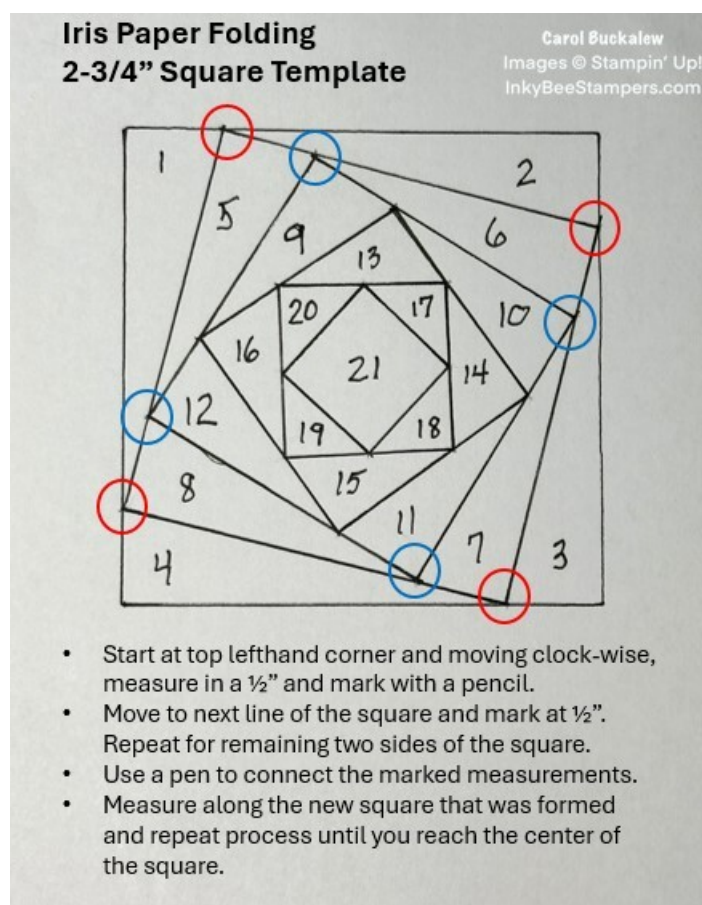 Iris Paper Folding
2-3/4” Square Template
Carol Buckalew
Images © Stampin’ Up!
InkyBeeStampers.com
1
2
5
9
6
13
20
17
10
16
21
14
12
19
18
15
8
11
7
3
4
• Start at top lefthand corner and moving clock-wise,
measure in a ½” and mark with a pencil.
• Move to next line of the square and mark at ½”.
Repeat for remaining two sides of the square.
• Use a pen to connect the marked measurements.
• Measure along the new square that was formed
and repeat process until you reach the center of
the square.